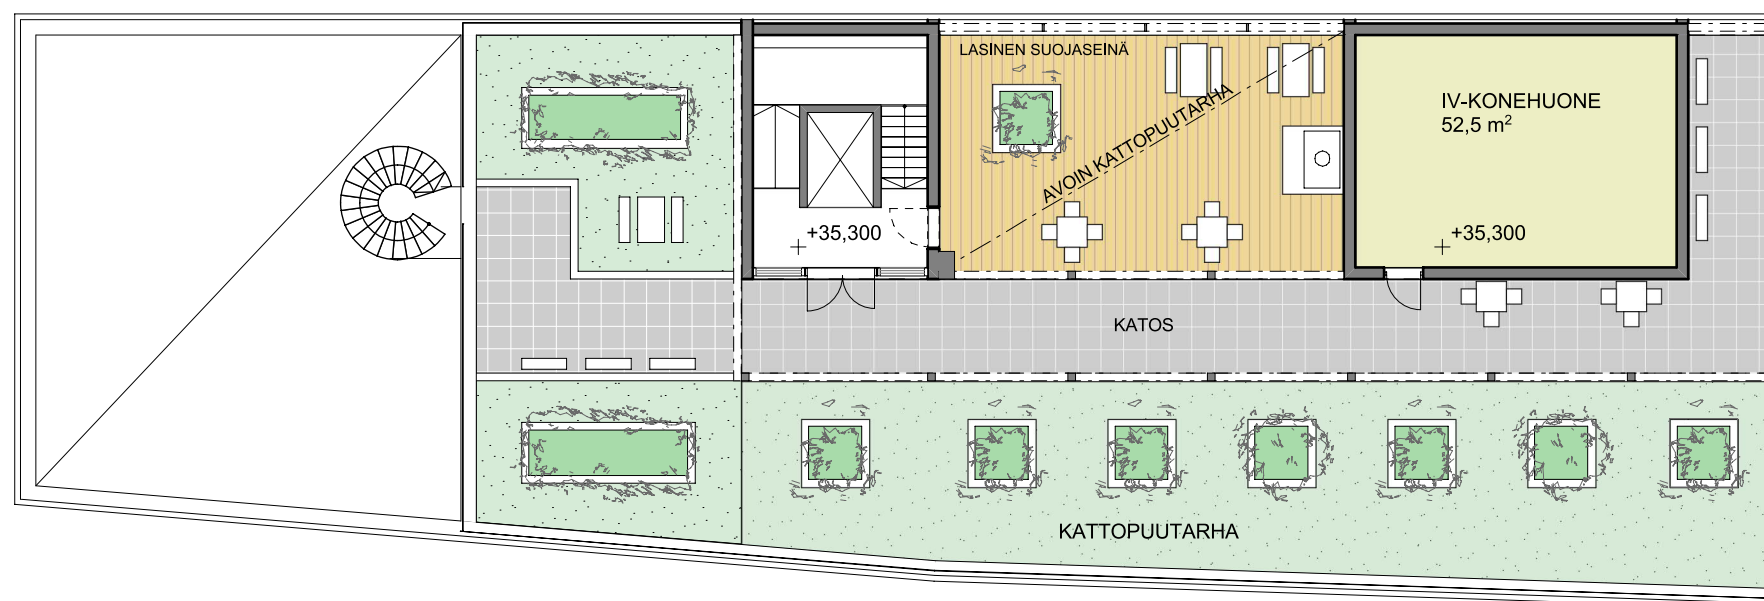 LASINEN SUOJASEINÄ
AVOIN KATTOPUUTARHA
IV-KONEHUONE
52,5 m²
+35,300
+35,300
KATOS
KATTOPUUTARHA